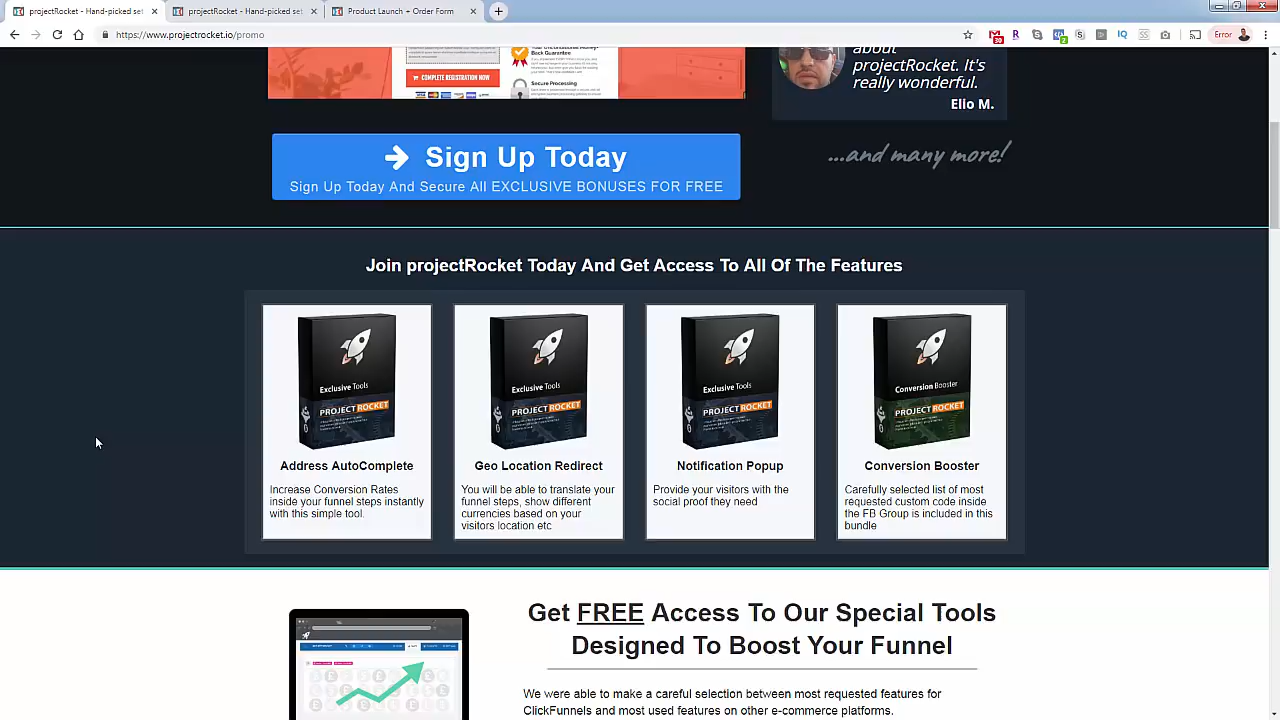 projectRocket - Hand-picked set
projectRocket - Hand-picked set
Product Launch + Order Form
https://www.projectrocket.io/promo
Error
Back Guarantee
COMPLETE REGISTRATION NOW
Secure Processing
about
projectRocket. It's
really wonderful.
Elio M.
Sign Up Today
Sign Up Today And Secure All EXCLUSIVE BONUSES FOR FREE
...and many more!
Join projectRocket Today And Get Access To All Of The Features
Exclusive Tools
PROJECT ROCKET
Exclusive Tools
PROJECT ROCKET
Exclusive Tools
PROJECT ROCKET
Conversion Booster
PROJECT ROCKET
Address AutoComplete
Increase Conversion Rates
inside your funnel steps instantly
with this simple tool.
Geo Location Redirect
You will be able to translate your
funnel steps, show different
currencies based on your
visitors location etc
Notification Popup
Provide your visitors with the
social proof they need
Conversion Booster
Carefully selected list of most
requested custom code inside
the FB Group is included in this
bundle
Get FREE Access To Our Special Tools
Designed To Boost Your Funnel
We were able to make a careful selection between most requested features for
ClickFunnels and most used features on other e-commerce platforms.